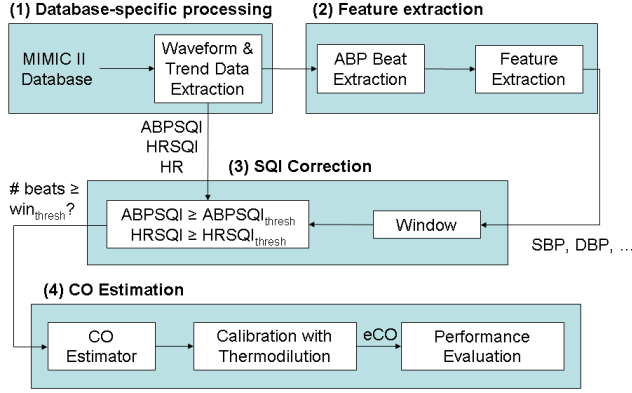 (1) Database-specific processing
(2) Feature extraction
MIMIC II
Database
Waveform &
Trend Data
Extraction
ABP Beat
Extraction
Feature
Extraction
ABPSQI
HRSQI
HR
(3) SQI Correction
# beats ≥
winthresh?
ABPSQI ≥ ABPSQIthresh
HRSQI ≥ HRSQIthresh
Window
SBP, DBP, ...
(4) CO Estimation
CO
Estimator
Calibration with
Thermodilution
eCO
Performance
Evaluation